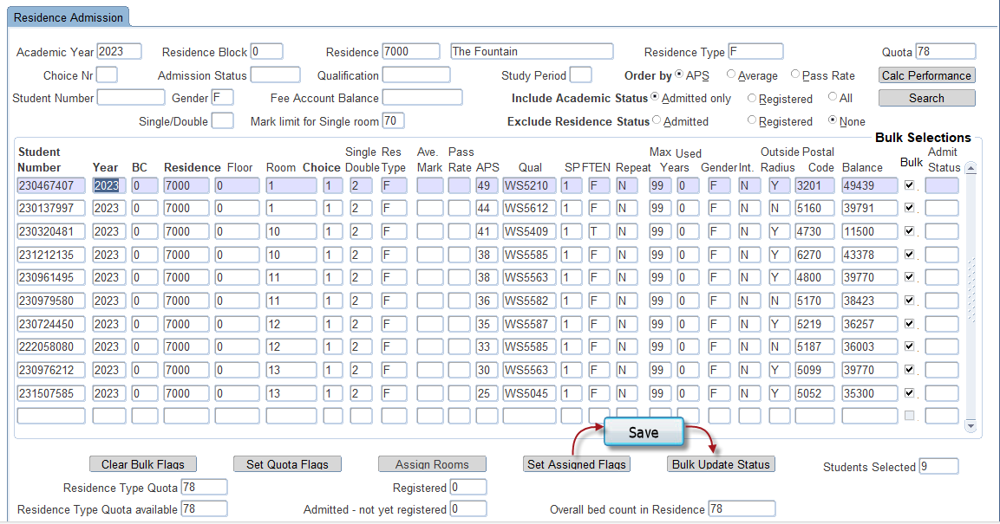 Residence Admission
Academic Year 2023 Residence Block 0 Residence 7000 The Fountain Residence Type F Quota 78
Choice Nr Admission Status Qualification Study Period Order by APS Average Pass Rate Calc Performance
Student Number Gender F Fee Account Balance Include Academic Status Admitted only Registered All Search
Single/Double Mark limit for Single room 70 Exclude Residence Status Admitted Registered None
Bulk Selections
Student Single Res Ave. Pass Max Used Outside Postal Admit
Number Year BC Residence Floor Room Choice Double Type Mark Rate APS Qual SP FTEN Repeat Years Gender Int. Radius Code Balance Bulk Status
230467407 2023 0 7000 0 1 1 2 F 49 WS5210 1 F N 99 0 F N Y 3201 49439
230137997 2023 0 7000 0 1 1 2 F 44 WS5612 1 F N 99 0 F N N 5160 39791
230320481 2023 0 7000 0 10 1 2 F 41 WS5409 1 T N 99 0 F N Y 4730 11500
231212135 2023 0 7000 0 10 1 2 F 38 WS5585 1 F N 99 0 F N Y 6270 43378
230961495 2023 0 7000 0 11 1 2 F 38 WS5563 1 F N 99 0 F N Y 4800 39770
230979580 2023 0 7000 0 11 1 2 F 36 WS5582 1 F N 99 0 F N N 5170 38423
230724450 2023 0 7000 0 12 1 2 F 35 WS5587 1 F N 99 0 F N Y 5219 36257
222058080 2023 0 7000 0 12 1 2 F 33 WS5585 1 F N 99 0 F N N 5187 36003
230976212 2023 0 7000 0 13 1 2 F 30 WS5563 1 F N 99 0 F N Y 5099 39770
231507585 2023 0 7000 0 13 1 2 F 25 WS5045 1 F N 99 0 F N Y 5052 35300
Save
Clear Bulk Flags Set Quota Flags Assign Rooms Set Assigned Flags Bulk Update Status Students Selected 9
Residence Type Quota 78 Registered 0
Residence Type Quota available 78 Admitted - not yet registered 0 Overall bed count in Residence 78